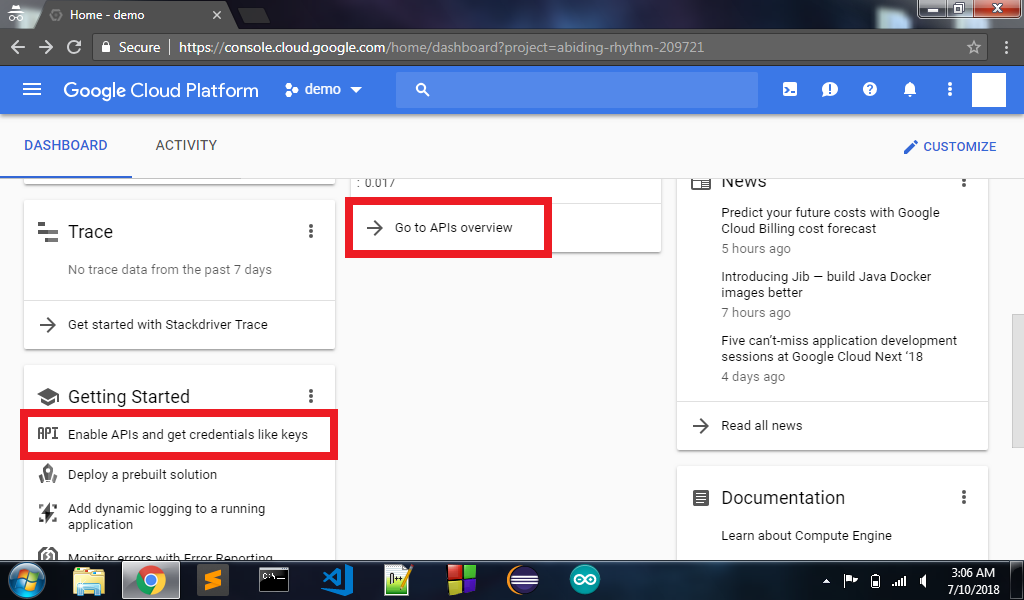 Home - demo
Secure
https://console.cloud.google.com/home/dashboard?project=abiding-rhythm-209721
Google Cloud Platform
demo
DASHBOARD
ACTIVITY
CUSTOMIZE
Trace
No trace data from the past 7 days
Get started with Stackdriver Trace
Getting Started
API Enable APIs and get credentials like keys
Deploy a prebuilt solution
Add dynamic logging to a running
application
Monitor errors with Error Reporting
: 0.017
Go to APIs overview
News
Predict your future costs with Google
Cloud Billing cost forecast
5 hours ago
Introducing Jib — build Java Docker
images better
7 hours ago
Five can’t-miss application development
sessions at Google Cloud Next ‘18
4 days ago
Read all news
Documentation
Learn about Compute Engine
3:06 AM
7/10/2018